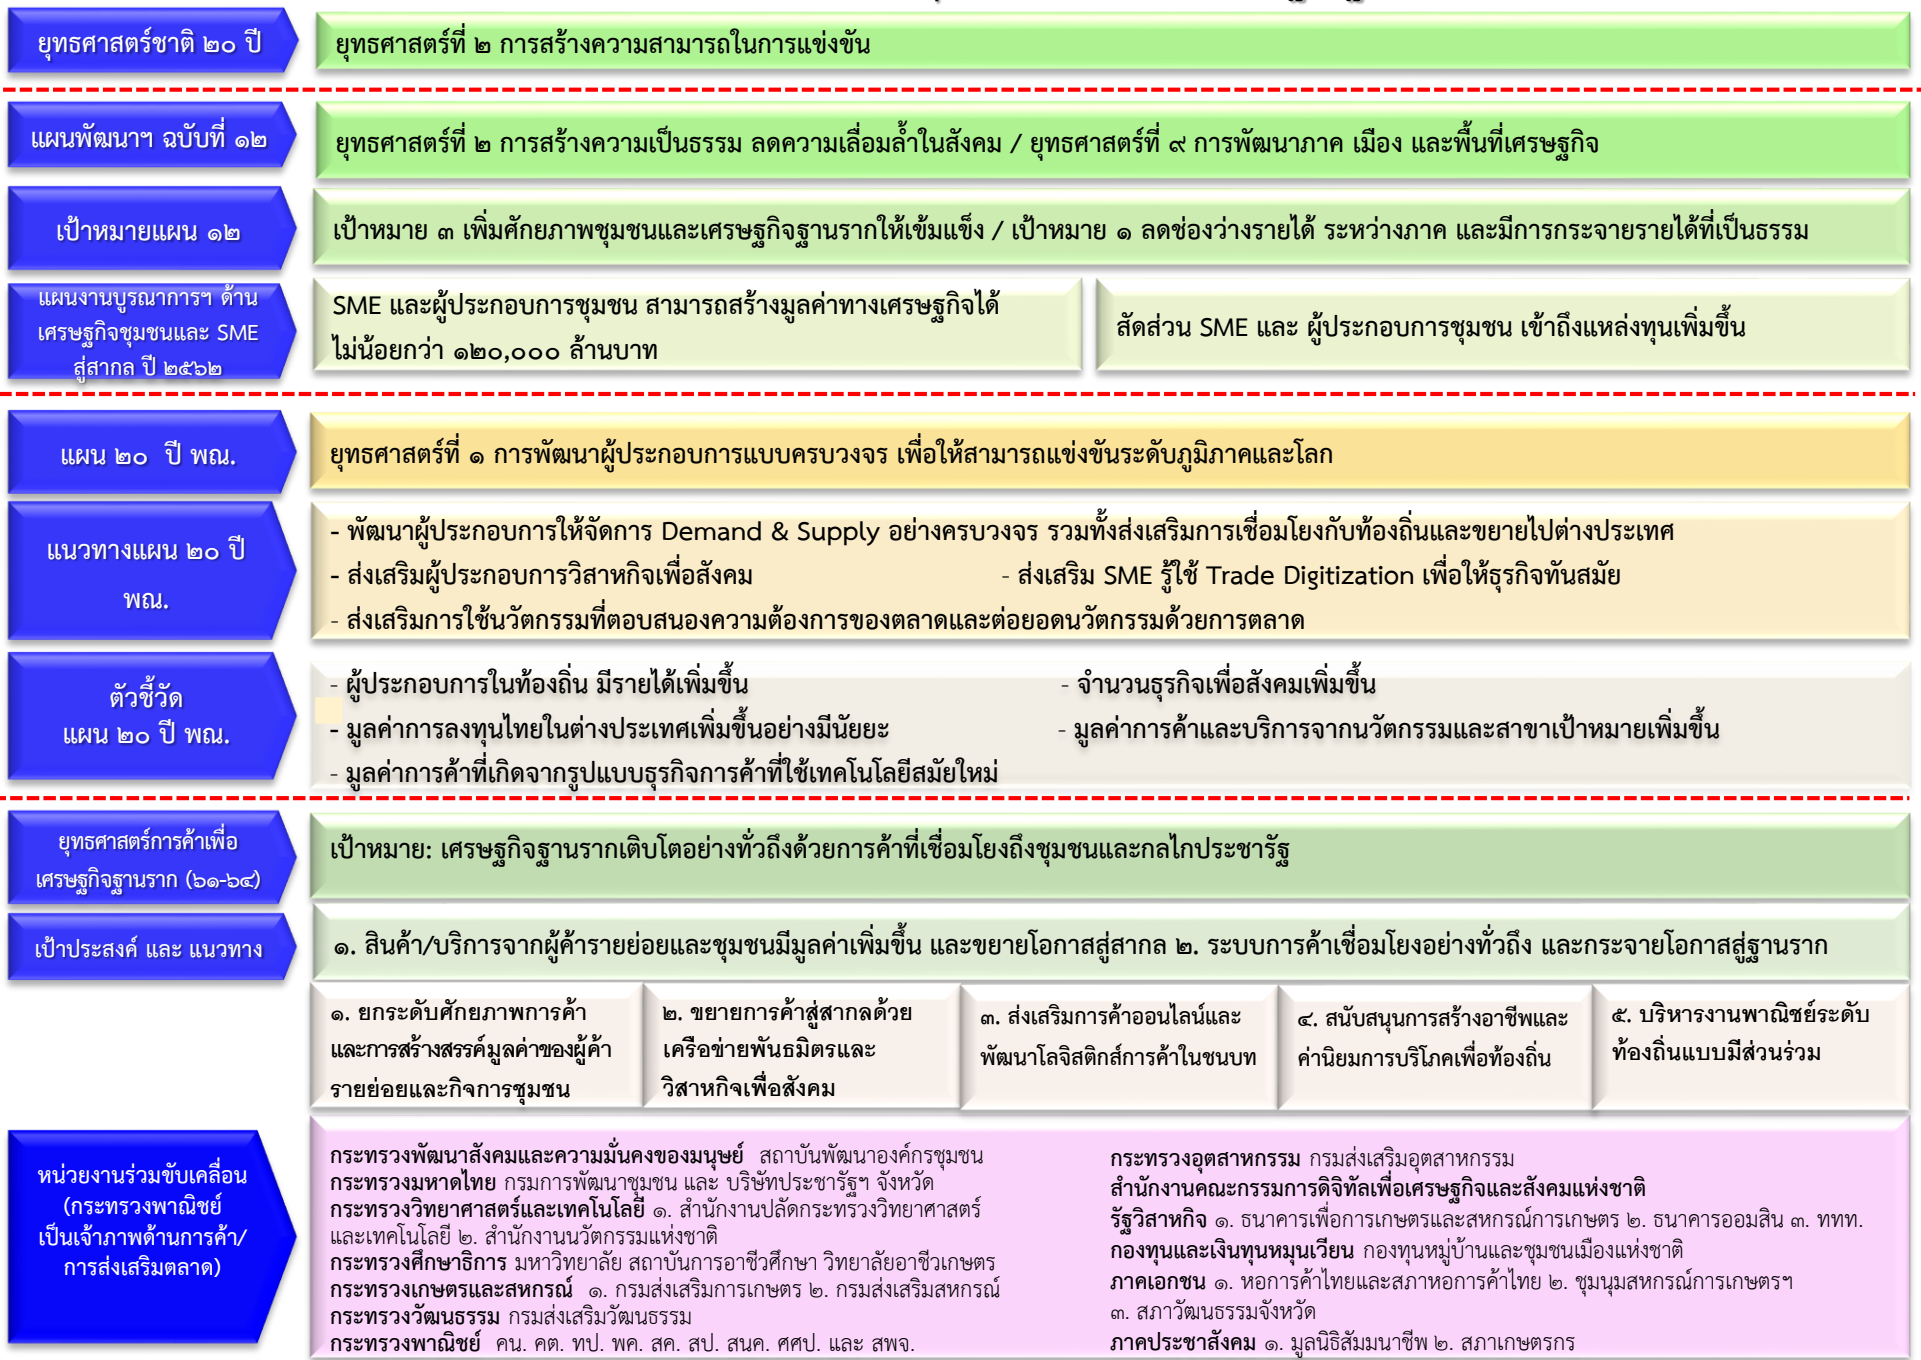 ยุทธศาสตร์ชาติ ๒๐ ปี
ยุทธศาสตร์ที่ ๒ การสร้างความสามารถในการแข่งขัน
แผนพัฒนาฯ ฉบับที่ ๑๒
ยุทธศาสตร์ที่ ๒ การสร้างความเป็นธรรม ลดความเลื่อมล้ำในสังคม / ยุทธศาสตร์ที่ ๙ การพัฒนาภาค เมือง และพื้นที่เศรษฐกิจ
เป้าหมายแผน ๑๒
เป้าหมาย ๓ เพิ่มศักยภาพชุมชนและเศรษฐกิจฐานรากให้เข้มแข็ง / เป้าหมาย ๑ ลดช่องว่างรายได้ ระหว่างภาค และมีการกระจายรายได้ที่เป็นธรรม
แผนงานบูรณาการฯ ด้าน
เศรษฐกิจชุมชนและ SME
สู่สากล ปี ๒๕๖๒
SME และผู้ประกอบการชุมชน สามารถสร้างมูลค่าทางเศรษฐกิจได้
ไม่น้อยกว่า ๑๒๐,๐๐๐ ล้านบาท
สัดส่วน SME และ ผู้ประกอบการชุมชน เข้าถึงแหล่งทุนเพิ่มขึ้น
แผน ๒๐ ปี พณ.
ยุทธศาสตร์ที่ ๑ การพัฒนาผู้ประกอบการแบบครบวงจร เพื่อให้สามารถแข่งขันระดับภูมิภาคและโลก
แนวทางแผน ๒๐ ปี
พณ.
- พัฒนาผู้ประกอบการให้จัดการ Demand & Supply อย่างครบวงจร รวมทั้งส่งเสริมการเชื่อมโยงกับท้องถิ่นและขยายไปต่างประเทศ
- ส่งเสริมผู้ประกอบการวิสาหกิจเพื่อสังคม - ส่งเสริม SME รู้ใช้ Trade Digitization เพื่อให้ธุรกิจทันสมัย
- ส่งเสริมการใช้นวัตกรรมที่ตอบสนองความต้องการของตลาดและต่อยอดนวัตกรรมด้วยการตลาด
ตัวชี้วัด
แผน ๒๐ ปี พณ.
- ผู้ประกอบการในท้องถิ่น มีรายได้เพิ่มขึ้น - จำนวนธุรกิจเพื่อสังคมเพิ่มขึ้น
- มูลค่าการลงทุนไทยในต่างประเทศเพิ่มขึ้นอย่างมีนัยยะ - มูลค่าการค้าและบริการจากนวัตกรรมและสาขาเป้าหมายเพิ่มขึ้น
- มูลค่าการค้าที่เกิดจากรูปแบบธุรกิจการค้าที่ใช้เทคโนโลยีสมัยใหม่
ยุทธศาสตร์การค้าเพื่อ
เศรษฐกิจฐานราก (๖๑-๖๔)
เป้าหมาย: เศรษฐกิจฐานรากเติบโตอย่างทั่วถึงด้วยการค้าที่เชื่อมโยงถึงชุมชนและกลไกประชารัฐ
เป้าประสงค์ และ แนวทาง
๑. สินค้า/บริการจากผู้ค้ารายย่อยและชุมชนมีมูลค่าเพิ่มขึ้น และขยายโอกาสสู่สากล ๒. ระบบการค้าเชื่อมโยงอย่างทั่วถึง และกระจายโอกาสสู่ฐานราก
๑. ยกระดับศักยภาพการค้า
และการสร้างสรรค์มูลค่าของผู้ค้า
รายย่อยและกิจการชุมชน
๒. ขยายการค้าสู่สากลด้วย
เครือข่ายพันธมิตรและ
วิสาหกิจเพื่อสังคม
๓. ส่งเสริมการค้าออนไลน์และ
พัฒนาโลจิสติกส์การค้าในชนบท
๔. สนับสนุนการสร้างอาชีพและ
ค่านิยมการบริโภคเพื่อท้องถิ่น
๕. บริหารงานพาณิชย์ระดับ
ท้องถิ่นแบบมีส่วนร่วม
หน่วยงานร่วมขับเคลื่อน
(กระทรวงพาณิชย์
เป็นเจ้าภาพด้านการค้า/
การส่งเสริมตลาด)
กระทรวงพัฒนาสังคมและความมั่นคงของมนุษย์ สถาบันพัฒนาองค์กรชุมชน
กระทรวงมหาดไทย กรมการพัฒนาชุมชน และ บริษัทประชารัฐฯ จังหวัด
กระทรวงวิทยาศาสตร์และเทคโนโลยี ๑. สำนักงานปลัดกระทรวงวิทยาศาสตร์
และเทคโนโลยี ๒. สำนักงานนวัตกรรมแห่งชาติ
กระทรวงศึกษาธิการ มหาวิทยาลัย สถาบันการอาชีวศึกษา วิทยาลัยอาชีวเกษตร
กระทรวงเกษตรและสหกรณ์ ๑. กรมส่งเสริมการเกษตร ๒. กรมส่งเสริมสหกรณ์
กระทรวงวัฒนธรรม กรมส่งเสริมวัฒนธรรม
กระทรวงพาณิชย์ คน. คต. ทป. พค. สค. สป. สนค. ศศป. และ สพจ.
กระทรวงอุตสาหกรรม กรมส่งเสริมอุตสาหกรรม
สำนักงานคณะกรรมการดิจิทัลเพื่อเศรษฐกิจและสังคมแห่งชาติ
รัฐวิสาหกิจ ๑. ธนาคารเพื่อการเกษตรและสหกรณ์การเกษตร ๒. ธนาคารออมสิน ๓. ททท.
กองทุนและเงินทุนหมุนเวียน กองทุนหมู่บ้านและชุมชนเมืองแห่งชาติ
ภาคเอกชน ๑. หอการค้าไทยและสภาหอการค้าไทย ๒. ชุมนุมสหกรณ์การเกษตรฯ
๓. สภาวัฒนธรรมจังหวัด
ภาคประชาสังคม ๑. มูลนิธิสัมมนาชีพ ๒. สภาเกษตรกร